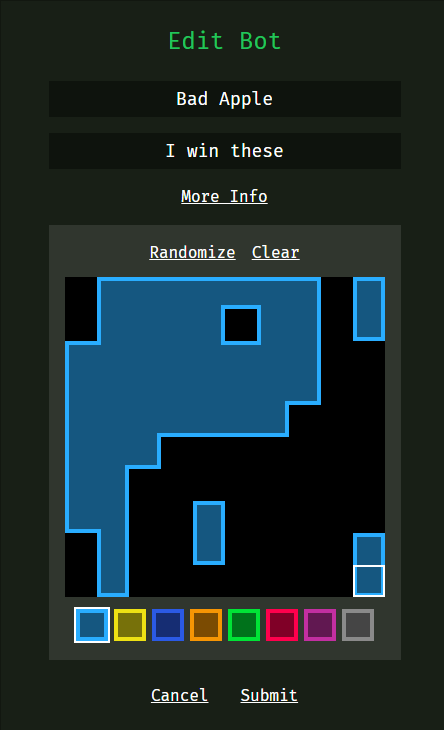 Edit Bot
Bad Apple
I win these
More Info
Randomize Clear
Cancel Submit